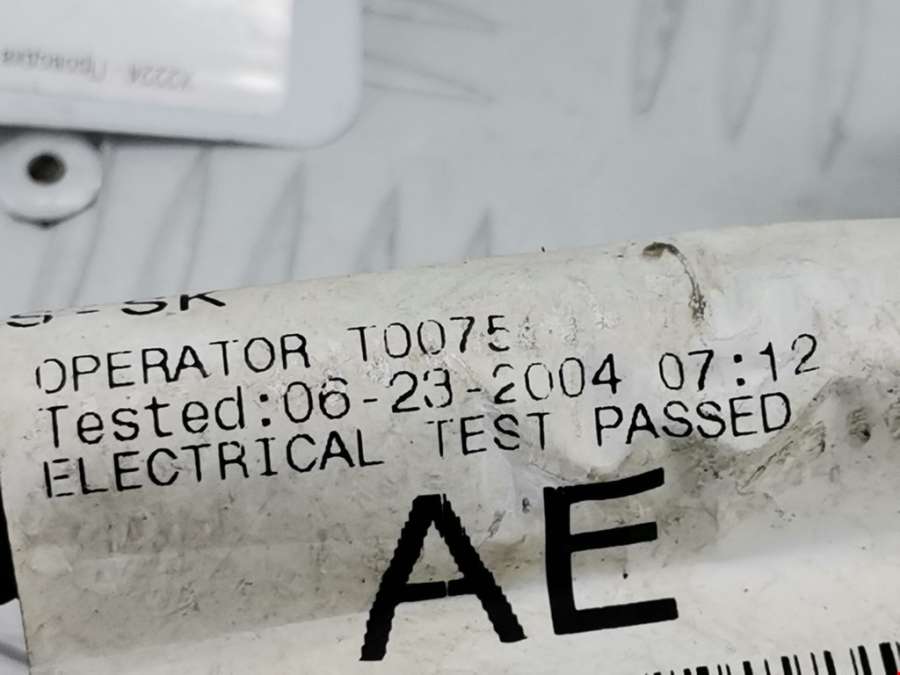 OPERATOR T0075
Tested:06-23-2004 07:12
ELECTRICAL TEST PASSED
AE